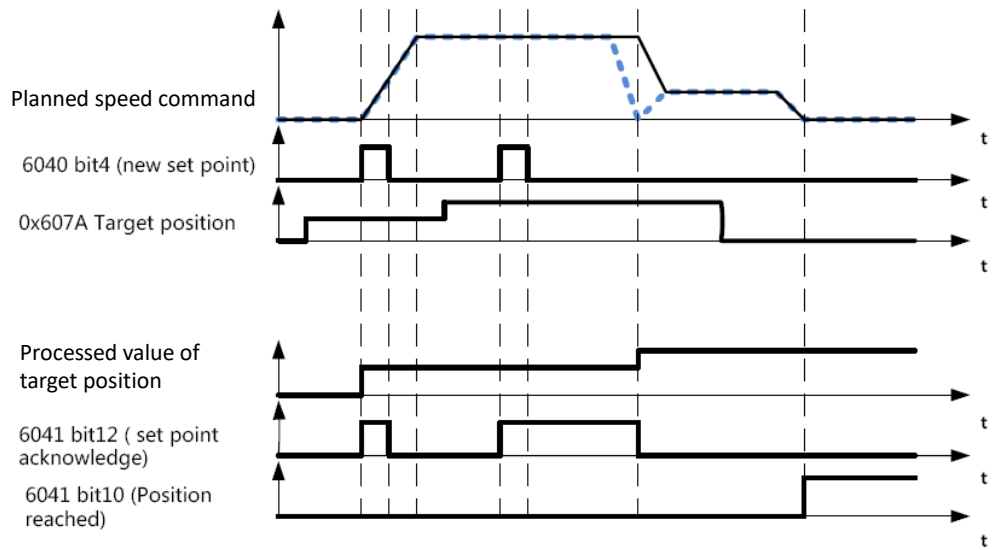 Planned speed command
t
6040 bit4 (new set point)
t
0x607A Target position
t
Processed value of
target position
t
6041 bit12 ( set point
acknowledge)
t
6041 bit10 (Position
reached)
t